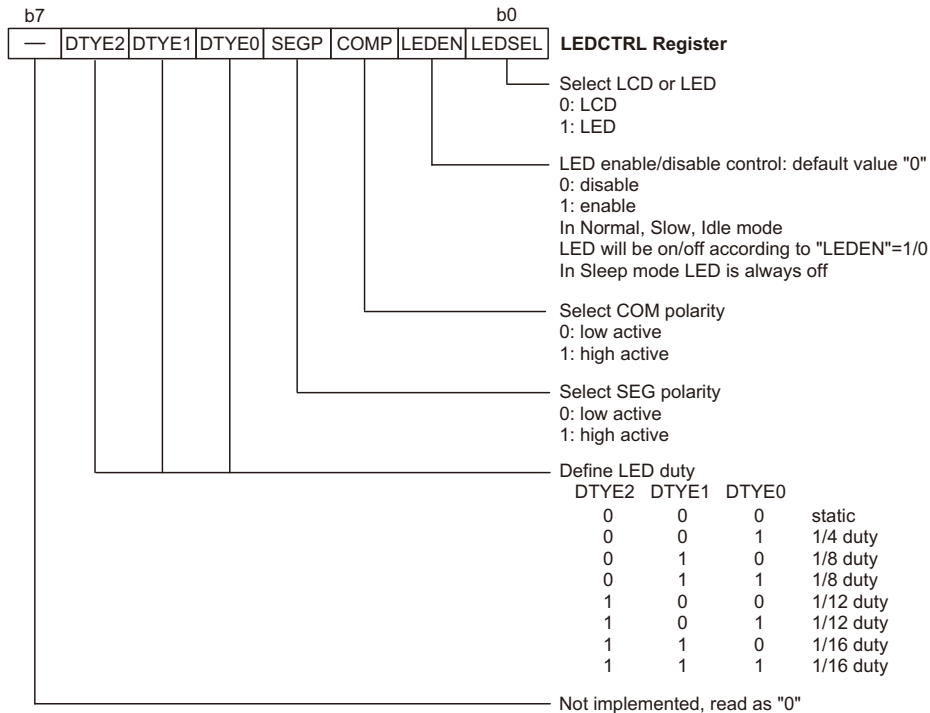 b7 b0
— DTYE2 DTYE1 DTYE0 SEGP COMP LEDEN LEDSEL LEDCTRL Register
Select LCD or LED
0: LCD
1: LED
LED enable/disable control: default value "0"
0: disable
1: enable
In Normal, Slow, Idle mode
LED will be on/off according to "LEDEN"=1/0
In Sleep mode LED is always off
Select COM polarity
0: low active
1: high active
Select SEG polarity
0: low active
1: high active
Define LED duty
DTYE2 DTYE1 DTYE0
0 0 0 static
0 0 1 1/4 duty
0 1 0 1/8 duty
0 1 1 1/8 duty
1 0 0 1/12 duty
1 0 1 1/12 duty
1 1 0 1/16 duty
1 1 1 1/16 duty
Not implemented, read as "0"